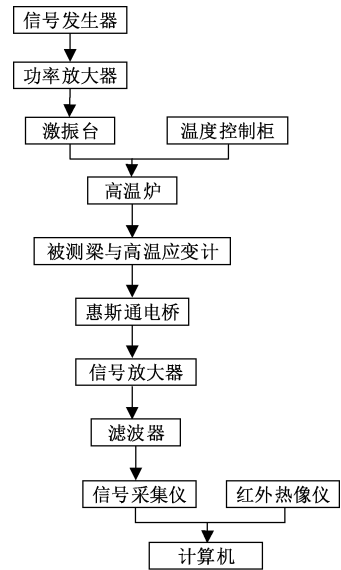 信号发生器
功率放大器
激振台
温度控制柜
高温炉
被测梁与高温应变计
惠斯通电桥
信号放大器
滤波器
信号采集仪
红外热像仪
计算机